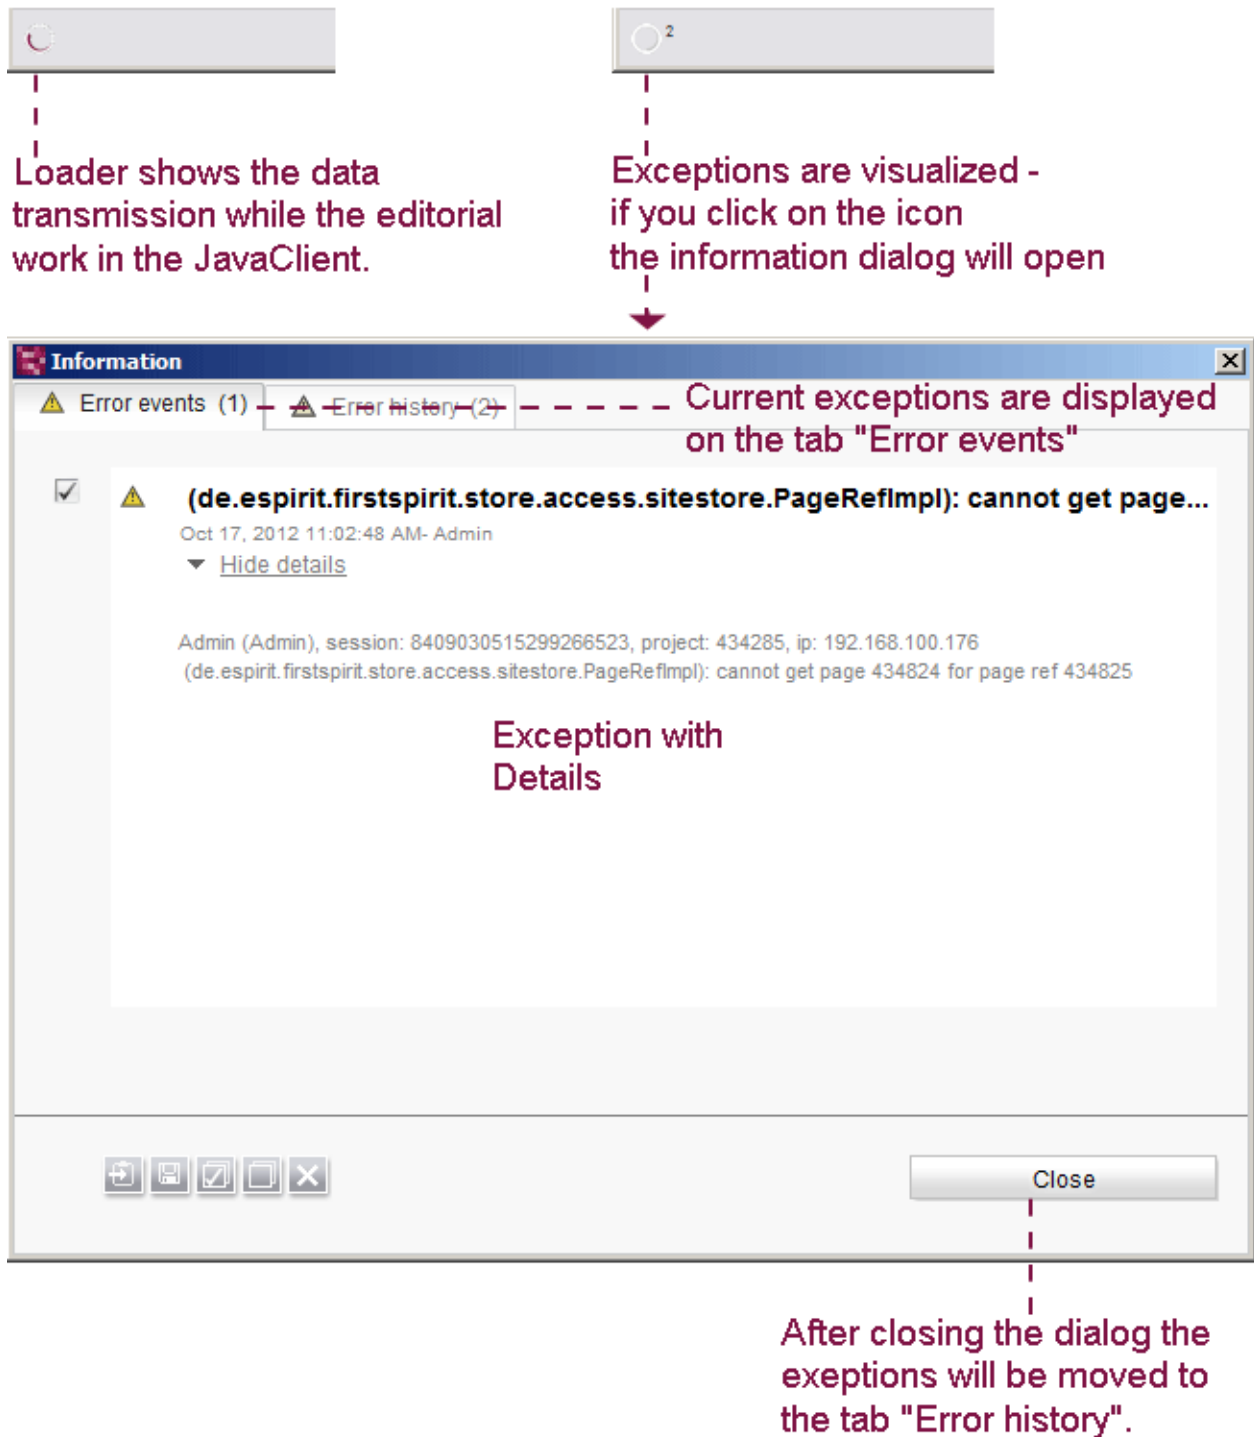 2
Loader shows the data
transmission while the editorial
work in the JavaClient.
Exceptions are visualized -
if you click on the icon
the information dialog will open
Information
Error events (1)
Error history (2)
Current exceptions are displayed
on the tab "Error events"
(de.espirit.firstspirit.store.access.sitestore.PageRefImpl): cannot get page...
Oct 17, 2012 11:02:48 AM- Admin
Hide details
Admin (Admin), session: 8409030515299266523, project: 434285, ip: 192.168.100.176
(de.espirit.firstspirit.store.access.sitestore.PageRefImpl): cannot get page 434824 for page ref 434825
Exception with
Details
Close
After closing the dialog the
exeptions will be moved to
the tab "Error history".